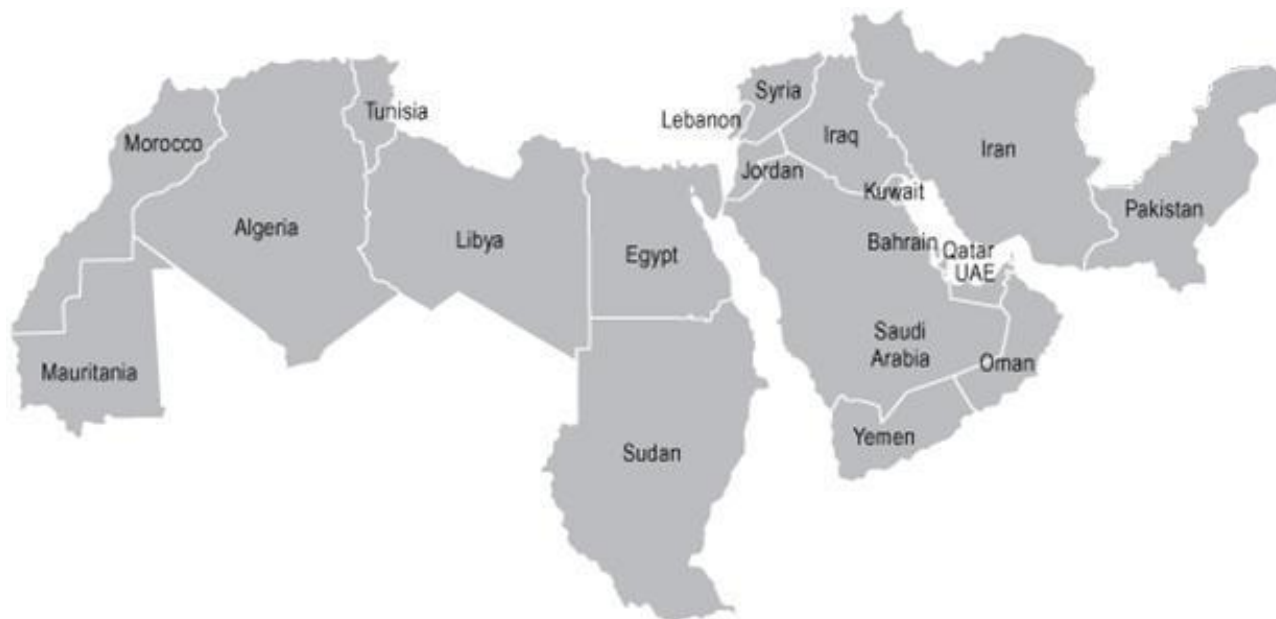 Syria
Tunisia
Lebanon
Morocco
Iraq
Iran
Jordan
Kuwait
Pakistan
Algeria
Libya
Egypt
Bahrain
Qatar
UAE
Saudi
Arabia
Oman
Mauritania
Yemen
Sudan